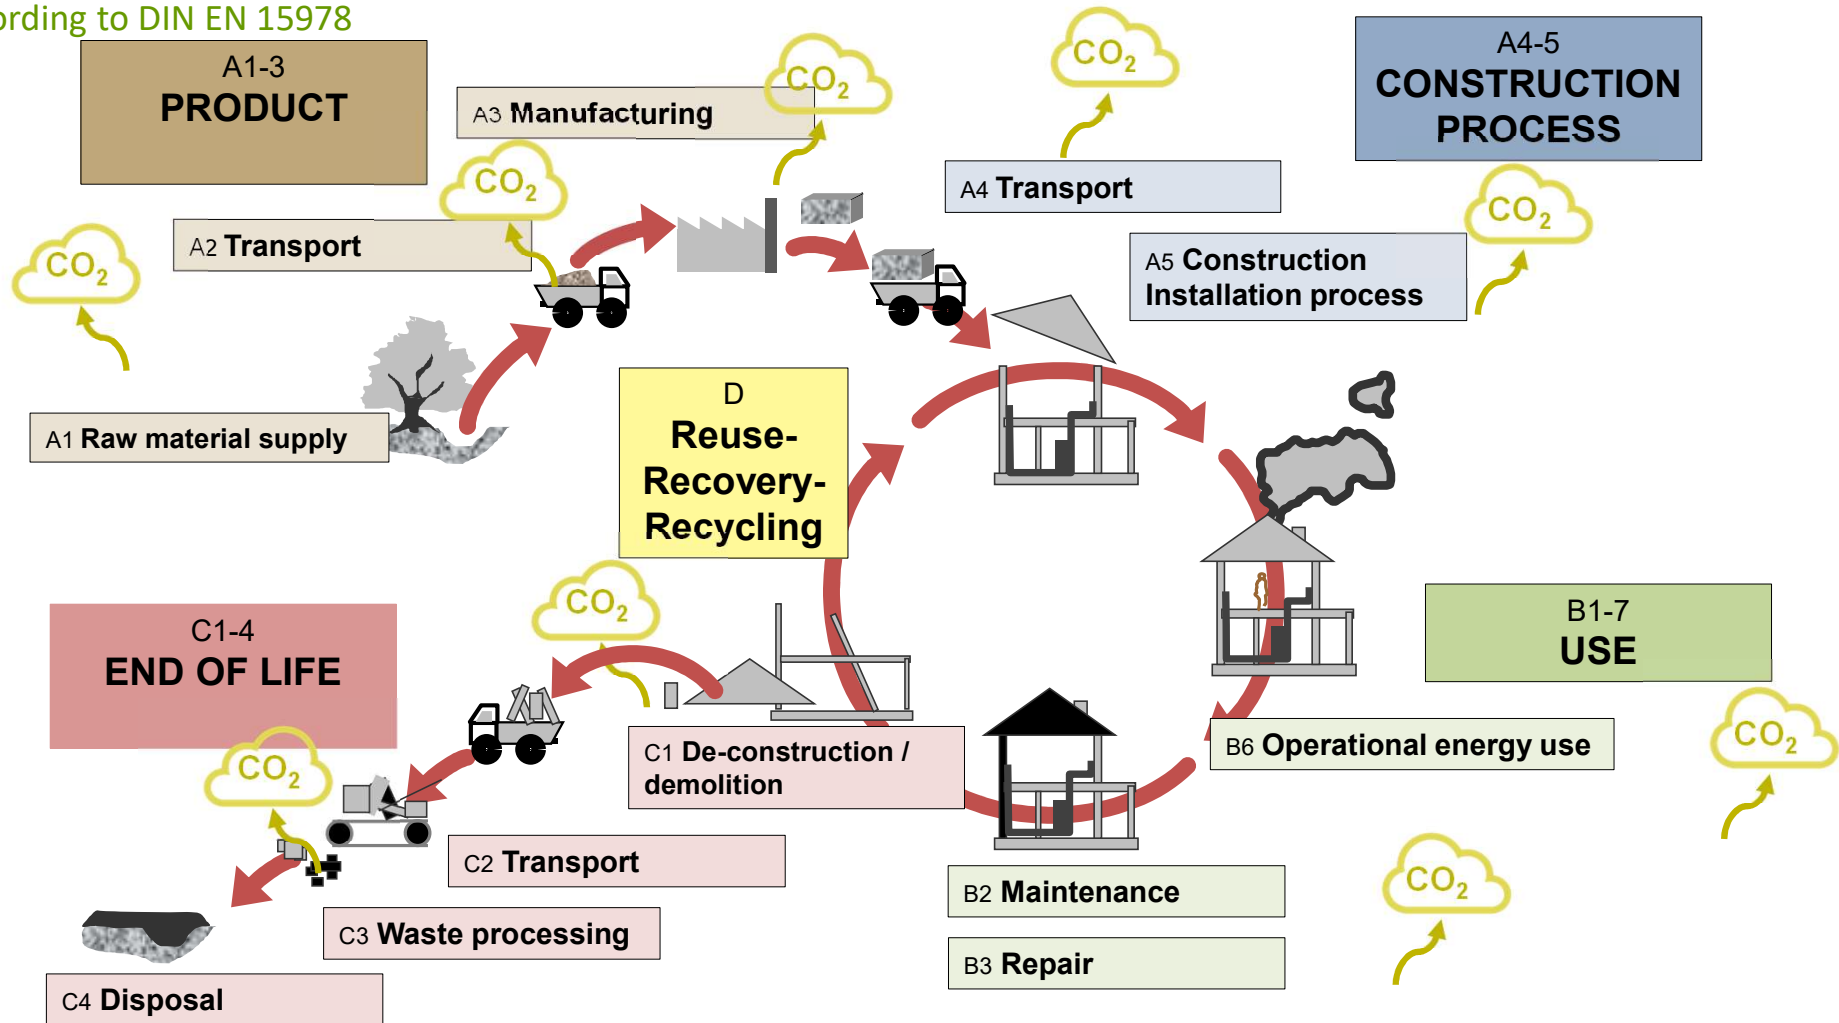 ording to DIN EN 15978
A1-3
PRODUCT
CO2
A3 Manufacturing
CO2
A4-5
CONSTRUCTION
PROCESS
CO2
A4 Transport
CO2
A2 Transport
CO2
A5 Construction
Installation process
A1 Raw material supply
D
Reuse-
Recovery-
Recycling
CO2
C1-4
END OF LIFE
B1-7
USE
C1 De-construction /
demolition
B6 Operational energy use
CO2
CO2
C2 Transport
B2 Maintenance
CO2
C3 Waste processing
B3 Repair
C4 Disposal